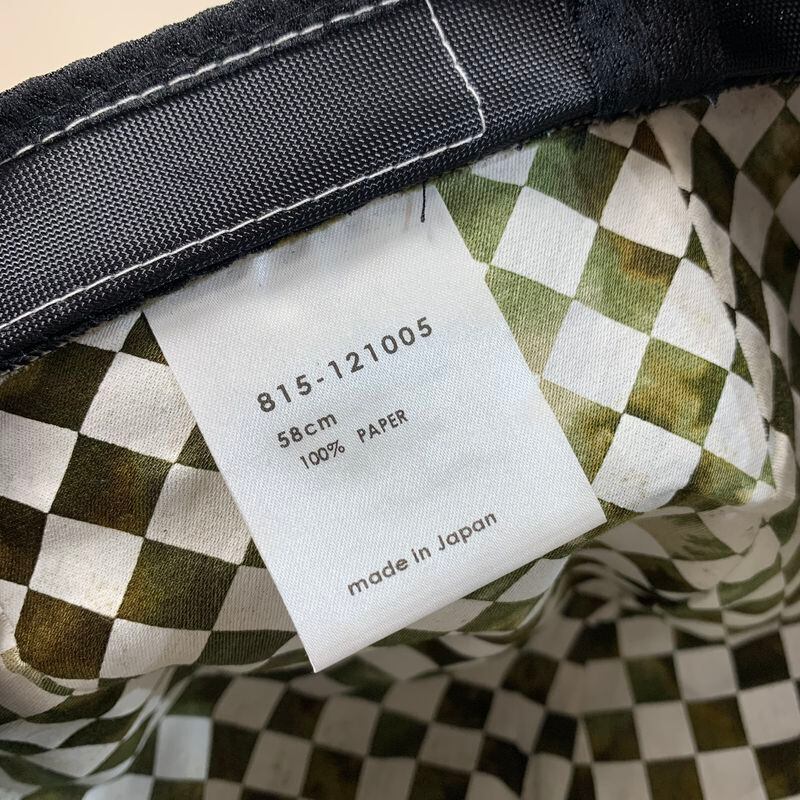 815-121005
58cm
100% PAPER
made in Japan